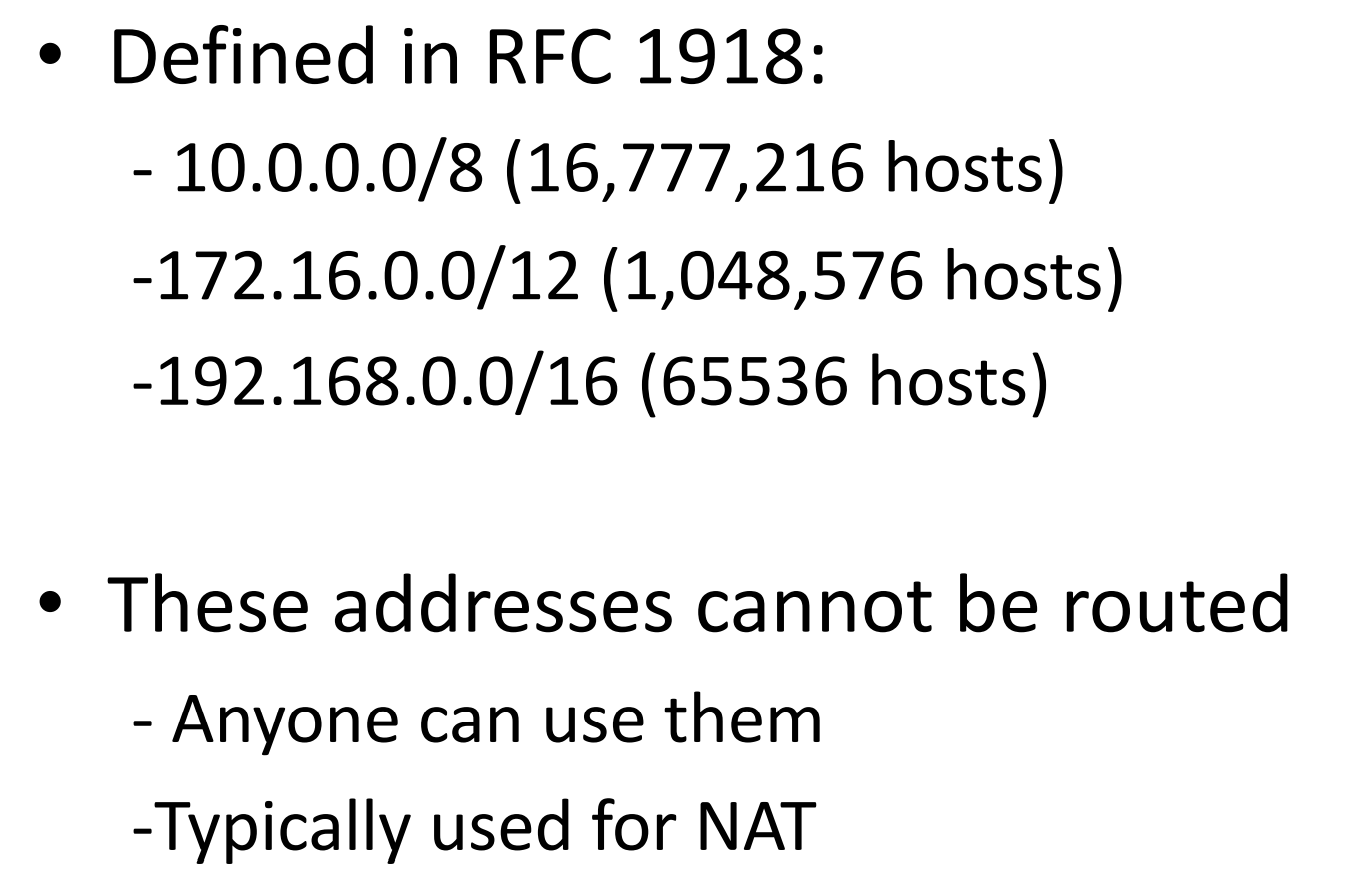 • Defined in RFC 1918:
- 10.0.0.0/8 (16,777,216 hosts)
-172.16.0.0/12 (1,048,576 hosts)
-192.168.0.0/16 (65536 hosts)
• These addresses cannot be routed
- Anyone can use them
-Typically used for NAT